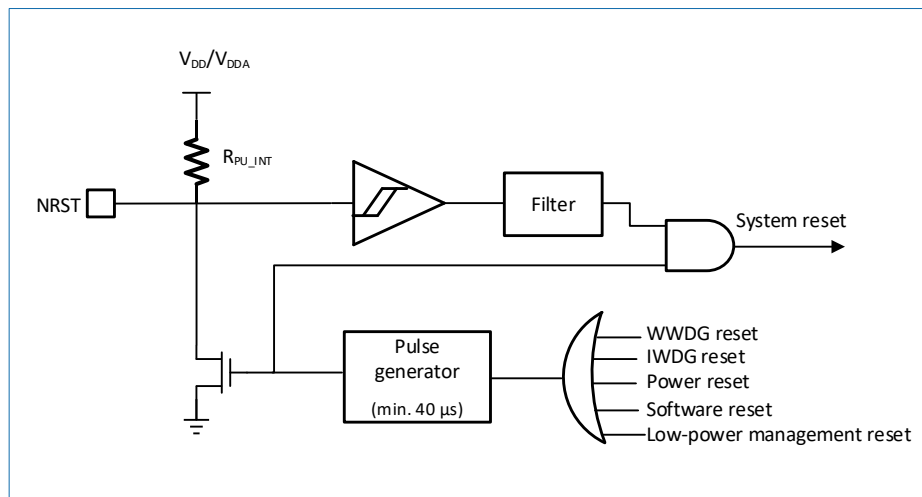 VDD/VDDA
RPU_INT
NRST
Filter
System reset
Pulse
generator
(min. 40 µs)
WWDG reset
IWDG reset
Power reset
Software reset
Low-power management reset